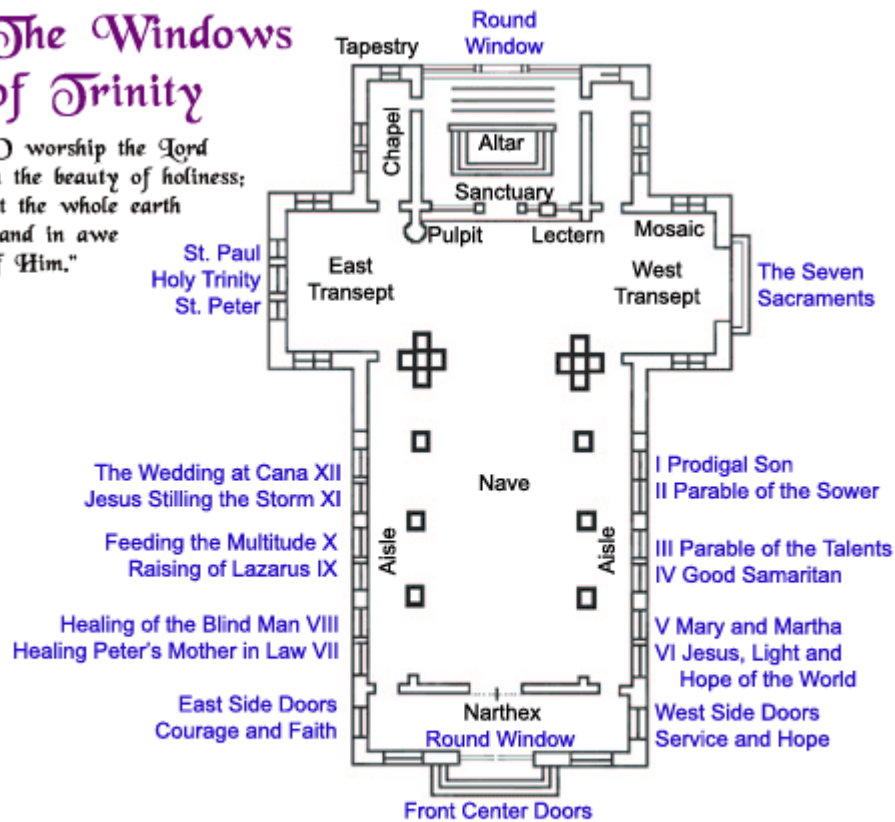 The Windows
of Trinity
O worship the Lord
the beauty of holiness;
the whole earth
and in awe
Him."
Round
Window
Tapestry
Chapel
Altar
Sanctuary
Pulpit
Lectern
Mosaic
St. Paul
Holy Trinity
St. Peter
East
Transept
West
Transept
The Seven
Sacraments
The Wedding at Cana XII
Jesus Stilling the Storm XI
Feeding the Multitude X
Raising of Lazarus IX
Healing of the Blind Man VIII
Healing Peter's Mother in Law VII
East Side Doors
Courage and Faith
Aisle
Nave
Aisle
I Prodigal Son
II Parable of the Sower
III Parable of the Talents
IV Good Samaritan
V Mary and Martha
VI Jesus, Light and
Hope of the World
West Side Doors
Service and Hope
Narthex
Round Window
Front Center Doors